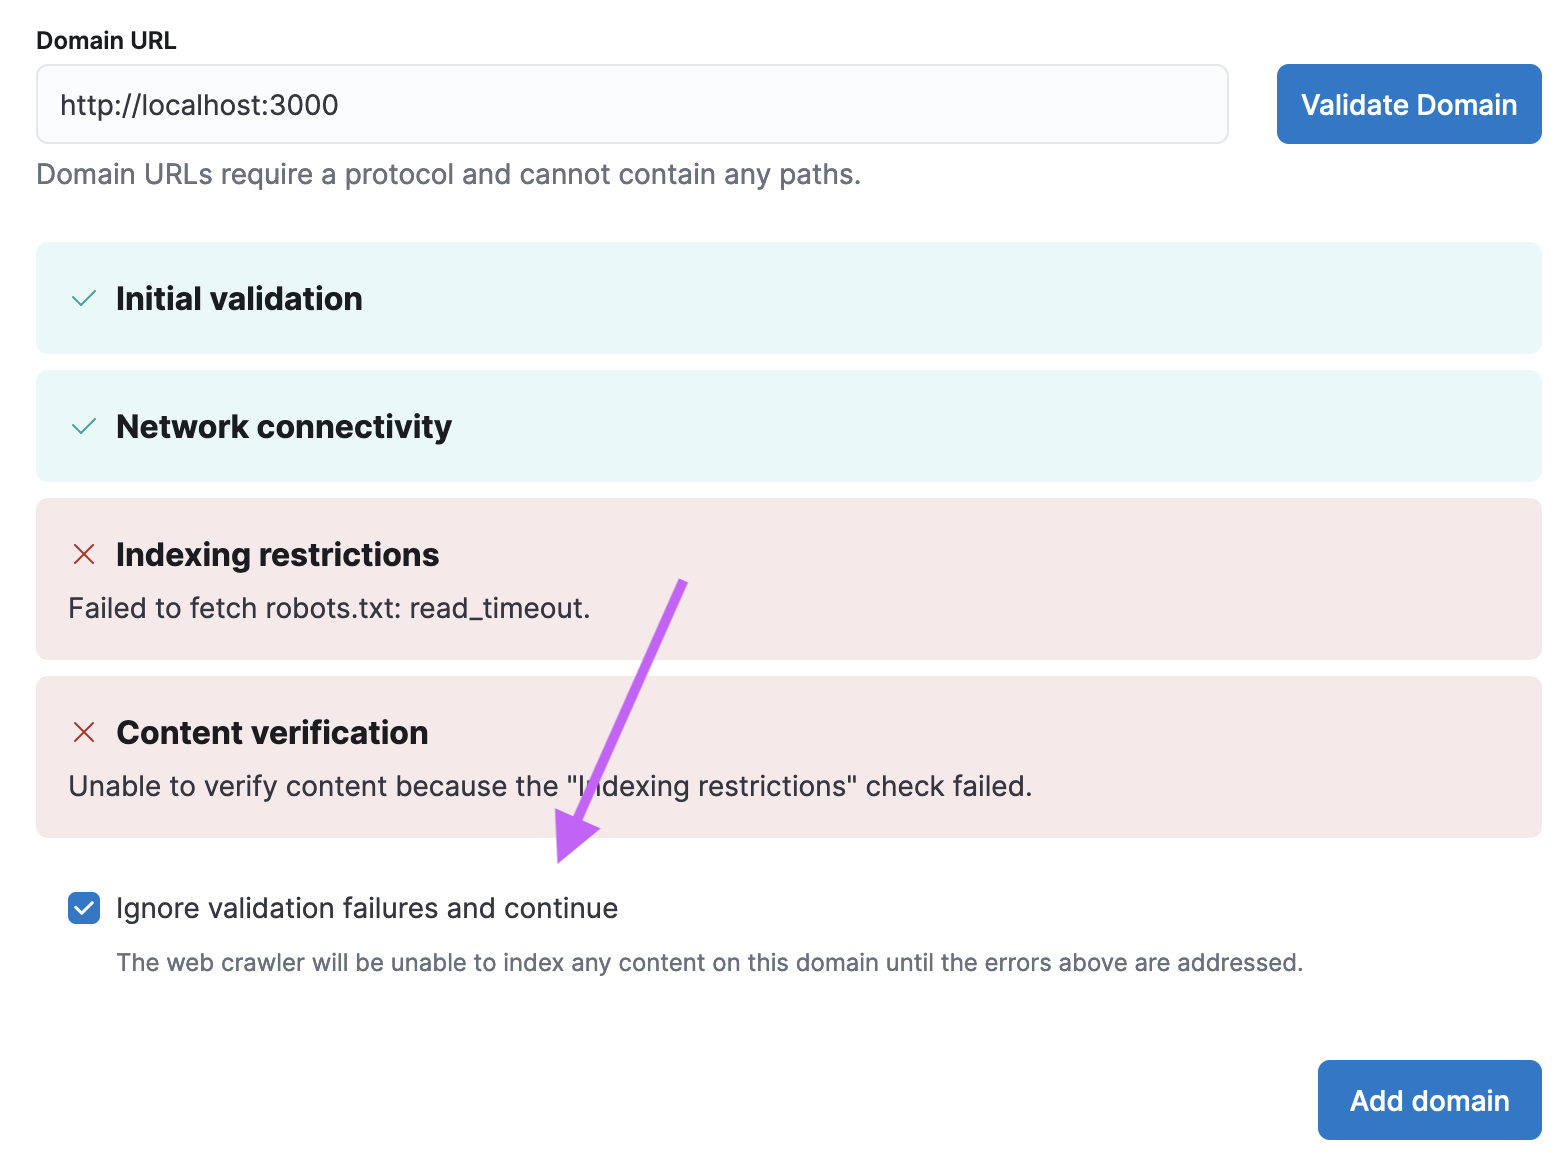 Domain URL
http://localhost:3000
Validate Domain
Domain URLs require a protocol and cannot contain any paths.
Initial validation
Network connectivity
Indexing restrictions
Failed to fetch robots.txt: read_timeout.
Content verification
Unable to verify content because the "Indexing restrictions" check failed.
Ignore validation failures and continue
The web crawler will be unable to index any content on this domain until the errors above are addressed.
Add domain